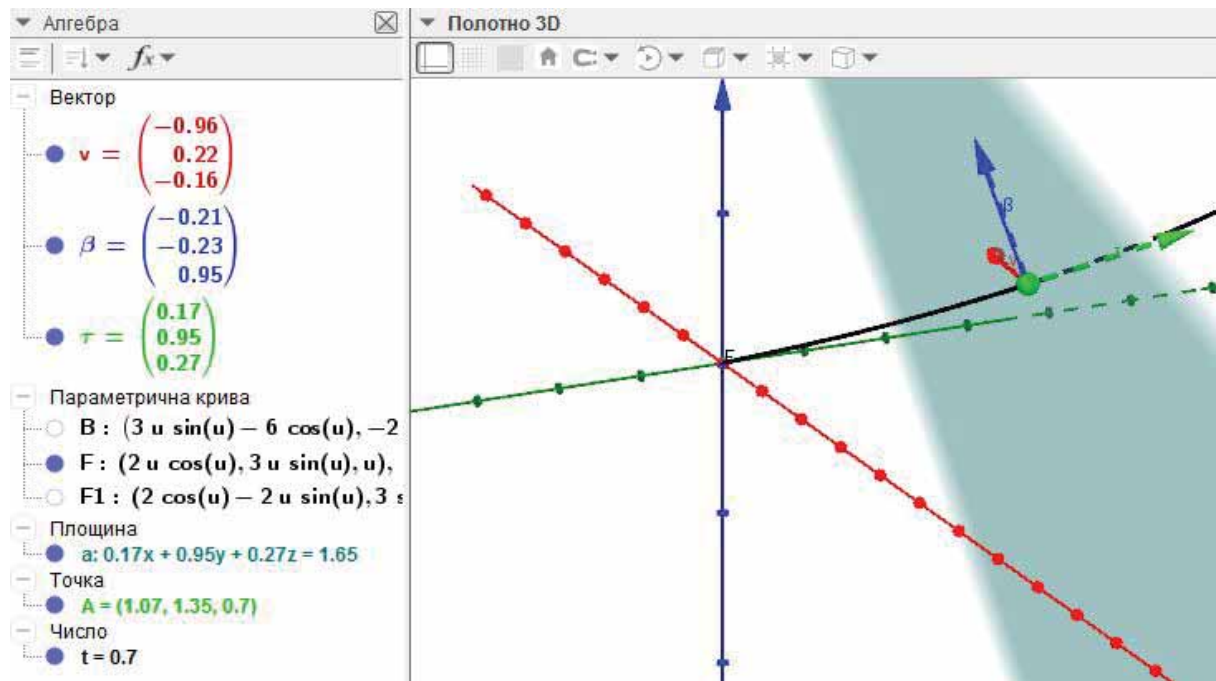 Алгебра
Полотно 3D
fx
Вектор
v = (−0.96
0.22
−0.16)
β = (−0.21
−0.23
0.95)
τ = (0.17
0.95
0.27)
Параметрична крива
B : (3 u sin(u) − 6 cos(u), −2
F : (2 u cos(u), 3 u sin(u), u),
F1 : (2 cos(u) − 2 u sin(u), 3 s
Площина
a: 0.17x + 0.95y + 0.27z = 1.65
Точка
A = (1.07, 1.35, 0.7)
Число
t = 0.7
β
F